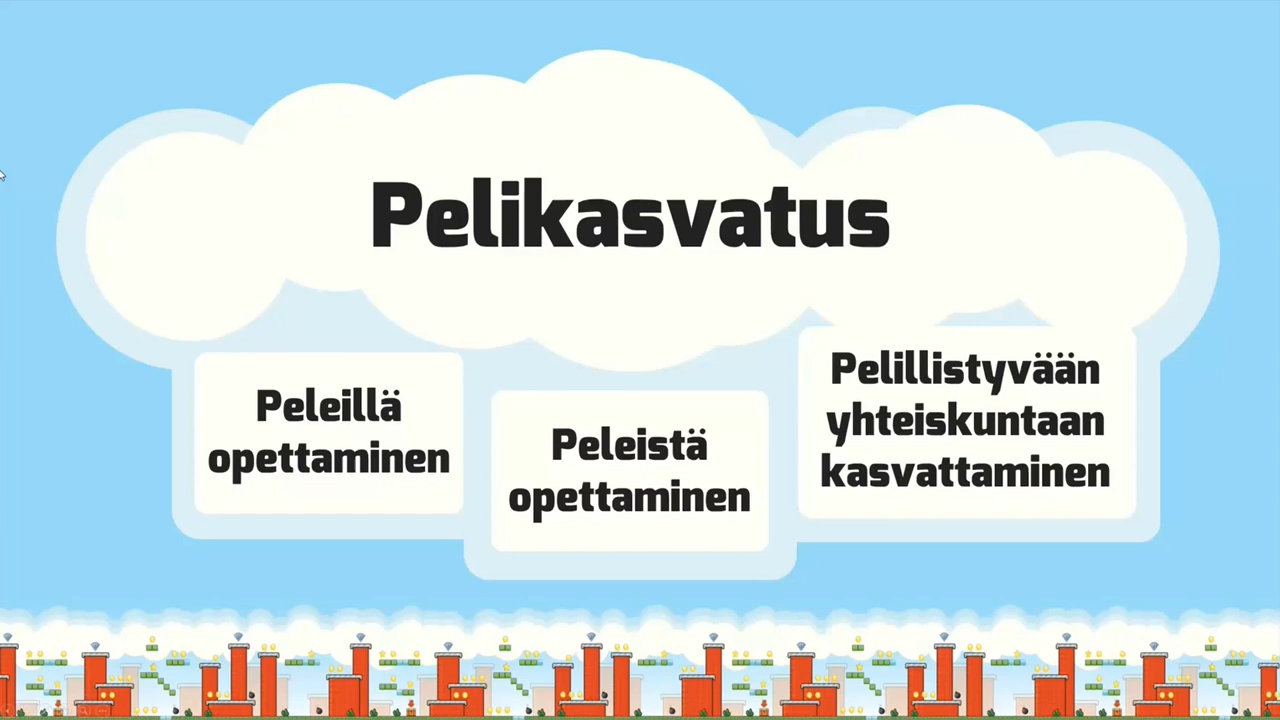 Pelikasvatus
Peleillä
opettaminen
Peleistä
opettaminen
Pelillistyvään
yhteiskuntaan
kasvattaminen